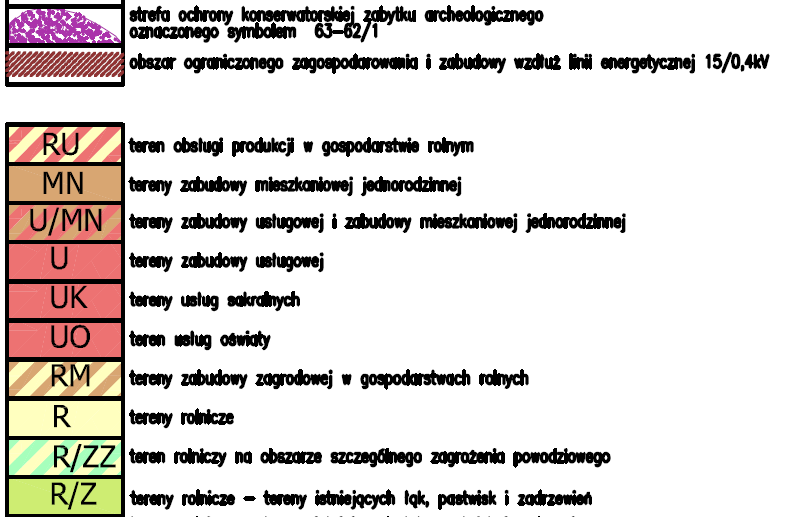 strefa ochrony konserwatorskiej zabytku archeologicznego
oznaczonego symbolem 63-62/1
obszar ograniczonego zagospodarowania i zabudowy wzdłuż linii energetycznej 15/0,4kV
RU teren obsługi produkcji w gospodarstwie rolnym
MN tereny zabudowy mieszkaniowej jednorodzinnej
U/MN tereny zabudowy usługowej i zabudowy mieszkaniowej jednorodzinnej
U tereny zabudowy usługowej
UK tereny usług sakralnych
UO teren usług oświaty
RM tereny zabudowy zagrodowej w gospodarstwach rolnych
R tereny rolnicze
R/ZZ teren rolniczy na obszarze szczególnego zagrożenia powodziowego
R/Z tereny rolnicze - tereny istniejących łąk, pastwisk i zadrzewień